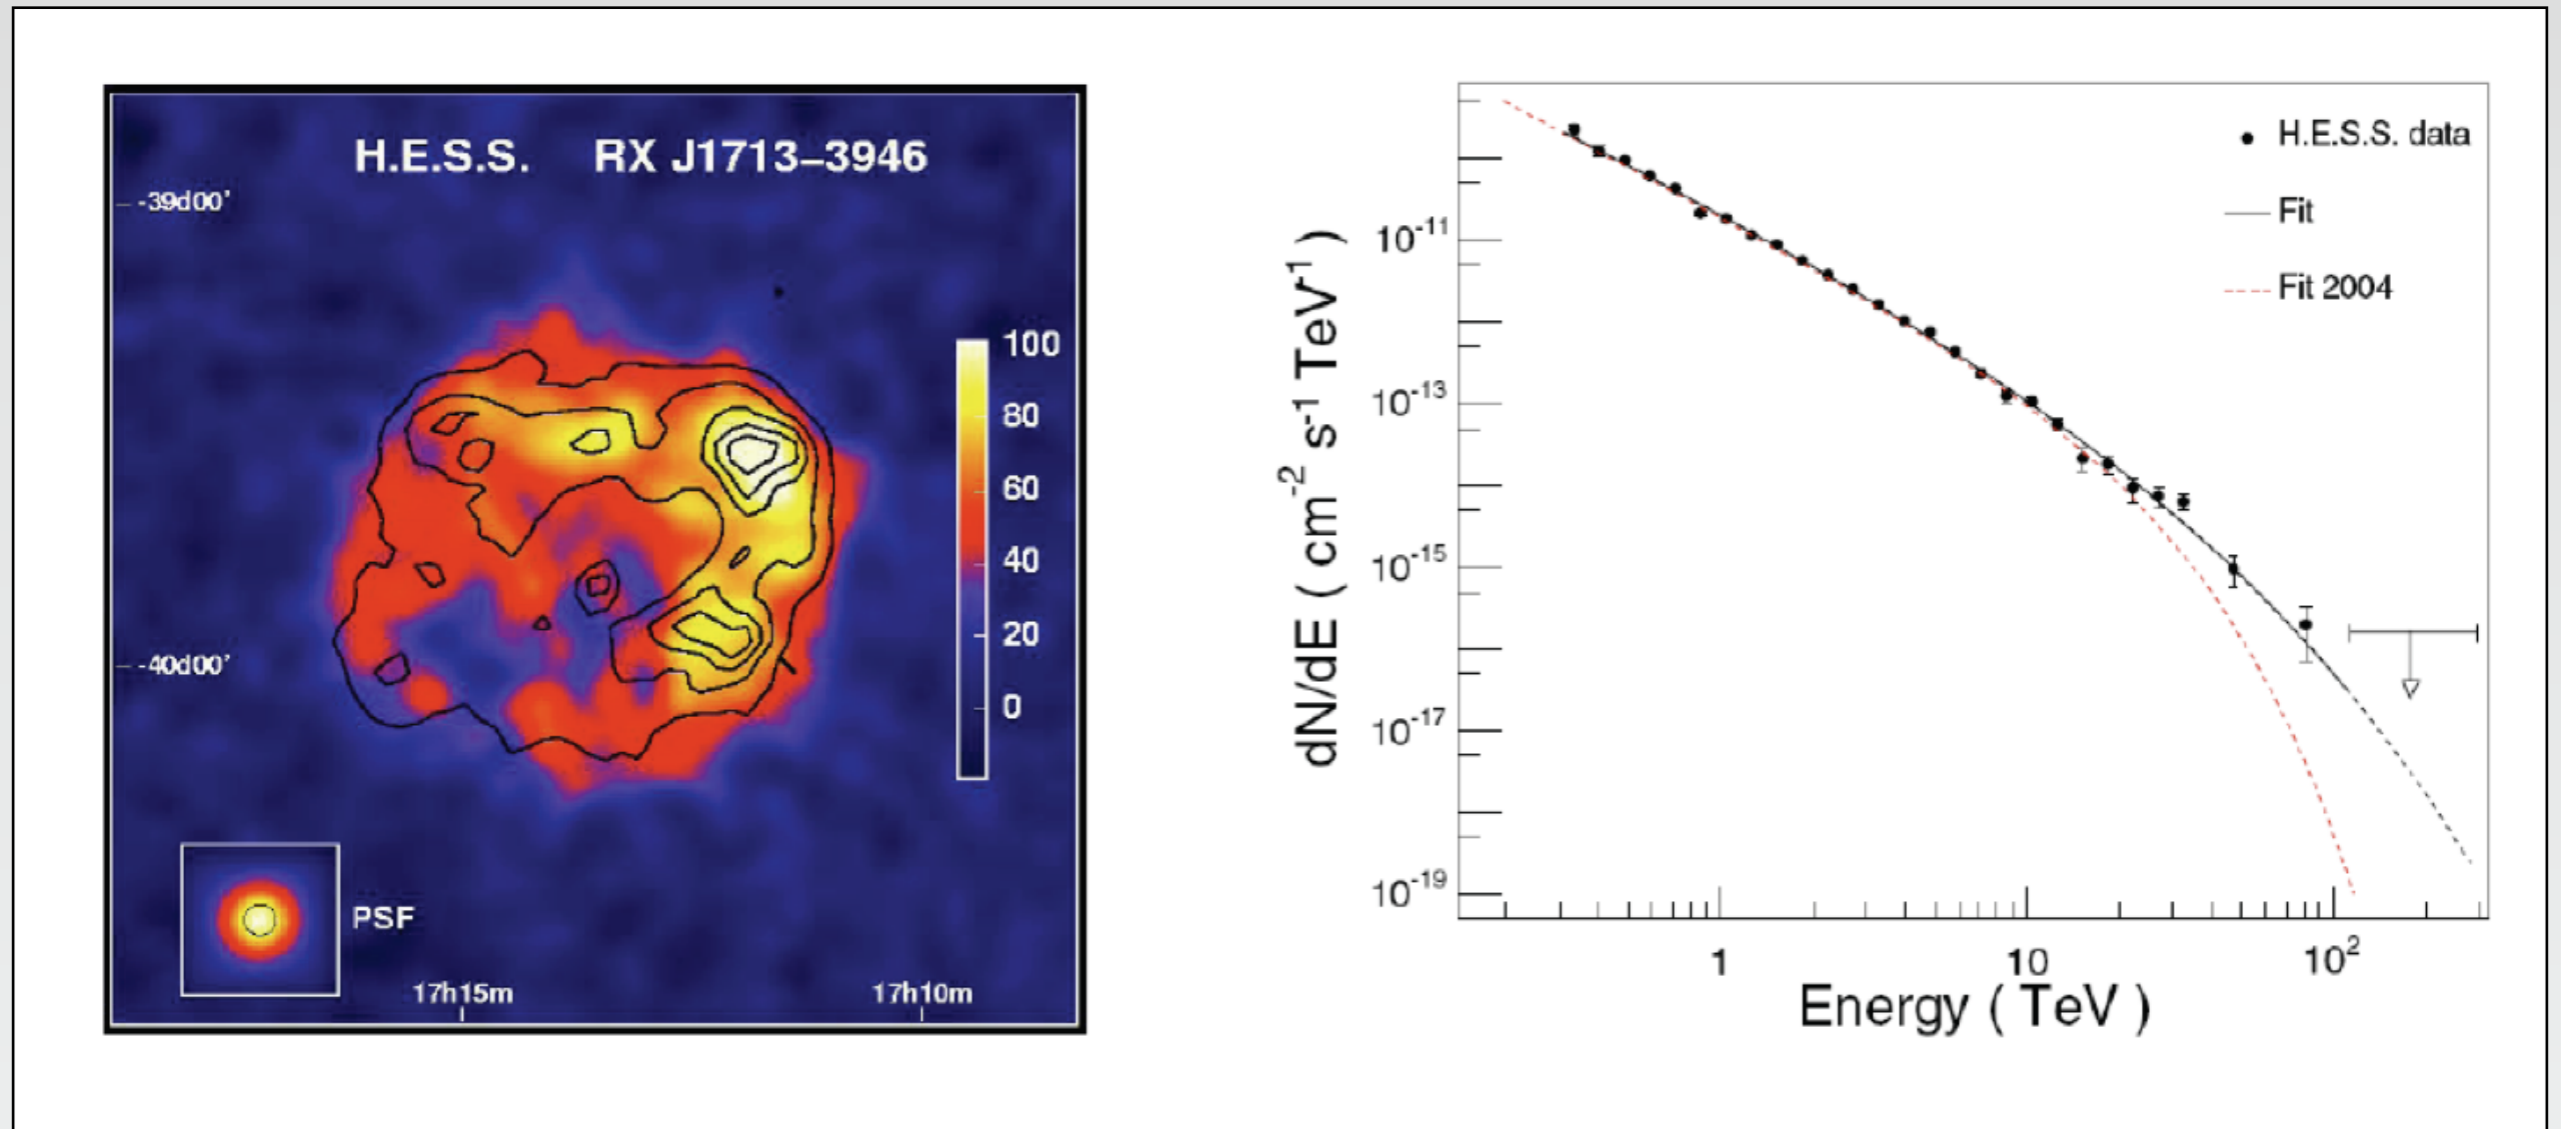 H.E.S.S. RX J1713–3946
-39d00'
100
80
60
40
20
0
-40d00'
PSF
17h15m 17h10m
dN/dE ( cm⁻² s⁻¹ TeV⁻¹ )
10⁻¹¹
10⁻¹³
10⁻¹⁵
10⁻¹⁷
10⁻¹⁹
H.E.S.S. data
Fit
Fit 2004
1 10 10²
Energy ( TeV )